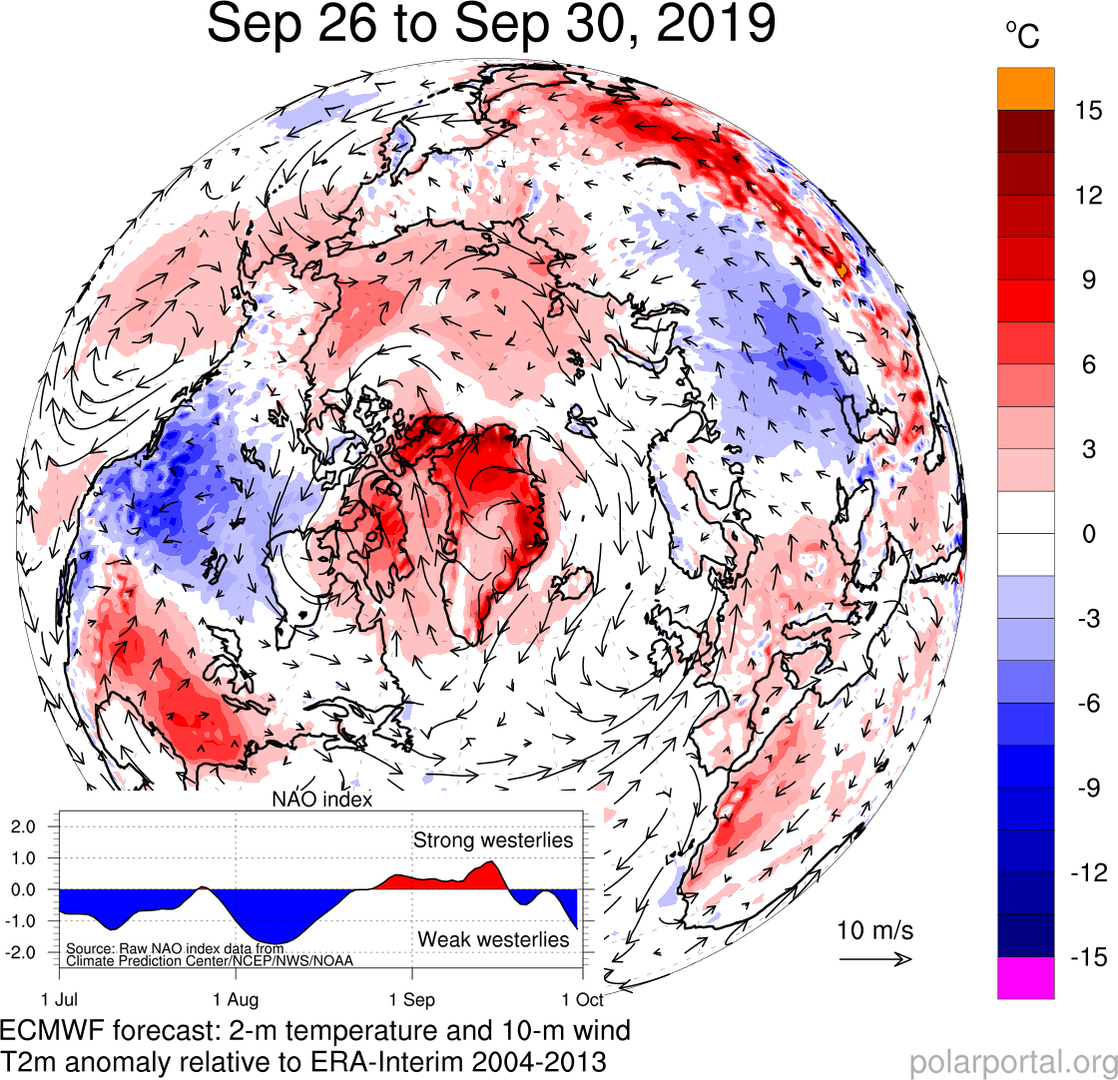 Sep 26 to Sep 30, 2019
°C
15
12
9
6
3
0
-3
-6
-9
-12
-15
10 m/s
NAO index
2.0
1.0
0.0
-1.0
-2.0
Strong westerlies
Weak westerlies
Source: Raw NAO index data from
Climate Prediction Center/NCEP/NWS/NOAA
1 Jul
1 Aug
1 Sep
1 Oct
ECMWF forecast: 2-m temperature and 10-m wind
T2m anomaly relative to ERA-Interim 2004-2013
polarportal.org